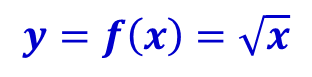 y = f(x) = √x